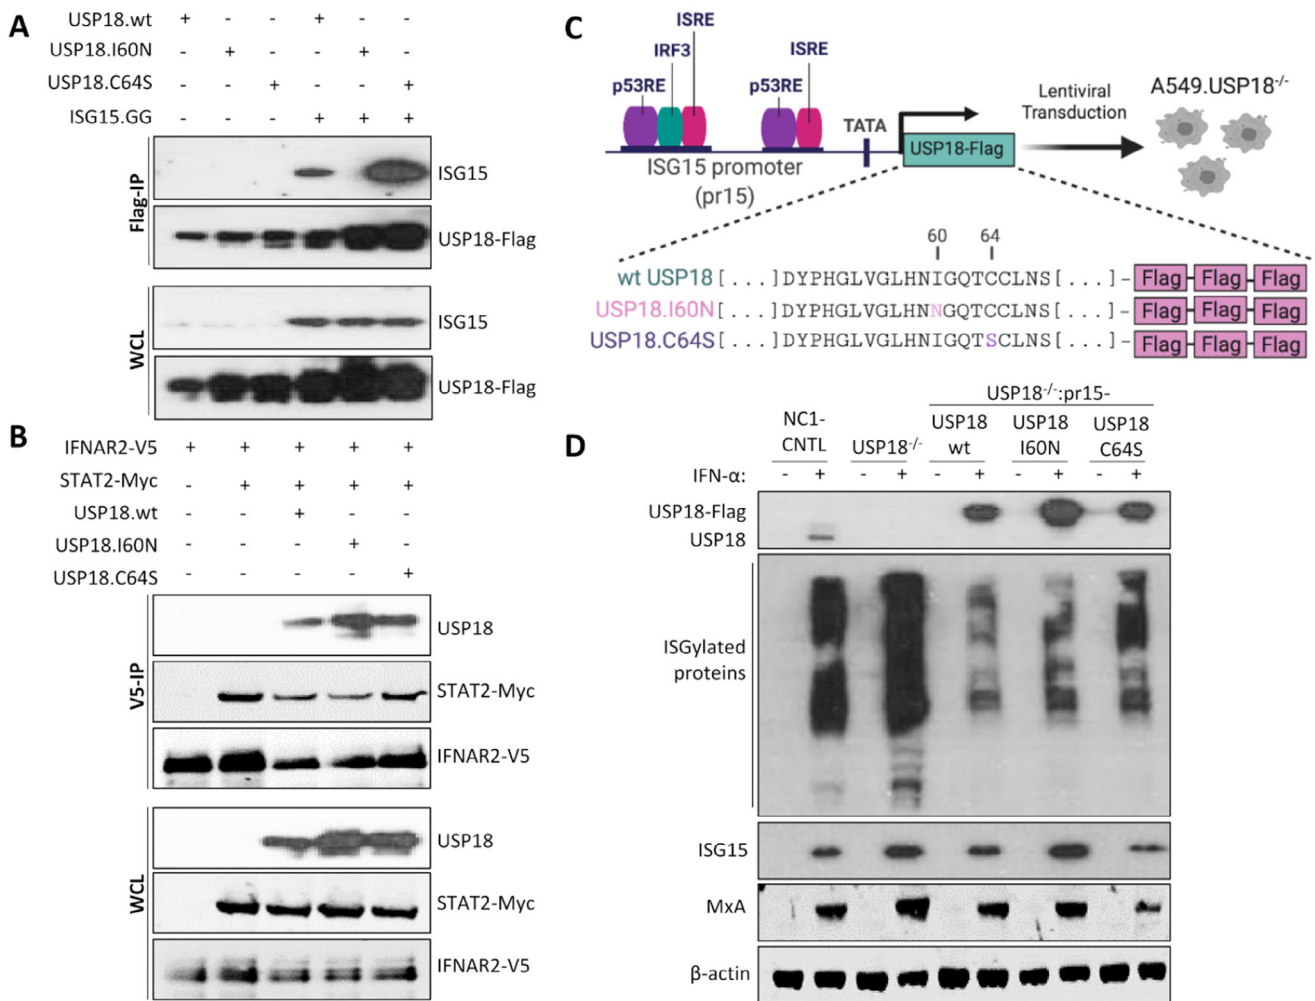 A
USP18.wt + - - + - -
USP18.I60N - + - - + -
USP18.C64S - - + - - +
ISG15.GG - - - + + +
Flag-IP
ISG15
USP18-Flag
WCL
ISG15
USP18-Flag
B
IFNAR2-V5 + + + + +
STAT2-Myc - + + + +
USP18.wt - - + - -
USP18.I60N - - - + -
USP18.C64S - - - - +
V5-IP
USP18
STAT2-Myc
IFNAR2-V5
WCL
USP18
STAT2-Myc
IFNAR2-V5
C
ISRE
IRF3
ISRE
p53RE
p53RE
TATA
ISG15 promoter
(pr15)
USP18-Flag
Lentiviral
Transduction
A549.USP18-/-
60 64
wt USP18 [...]DYPHGLVGLHNIGQTCCLNS[...]- Flag Flag Flag
USP18.I60N [...]DYPHGLVGLHNNGQTCCLNS[...]- Flag Flag Flag
USP18.C64S [...]DYPHGLVGLHNIGQTSCLNS[...]- Flag Flag Flag
D
USP18-/-:pr15-
NC1-
CNTL
USP18-/-
USP18
wt
USP18
I60N
USP18
C64S
IFN-α: - + - + - + - + - +
USP18-Flag
USP18
ISGylated
proteins
ISG15
MxA
β-actin